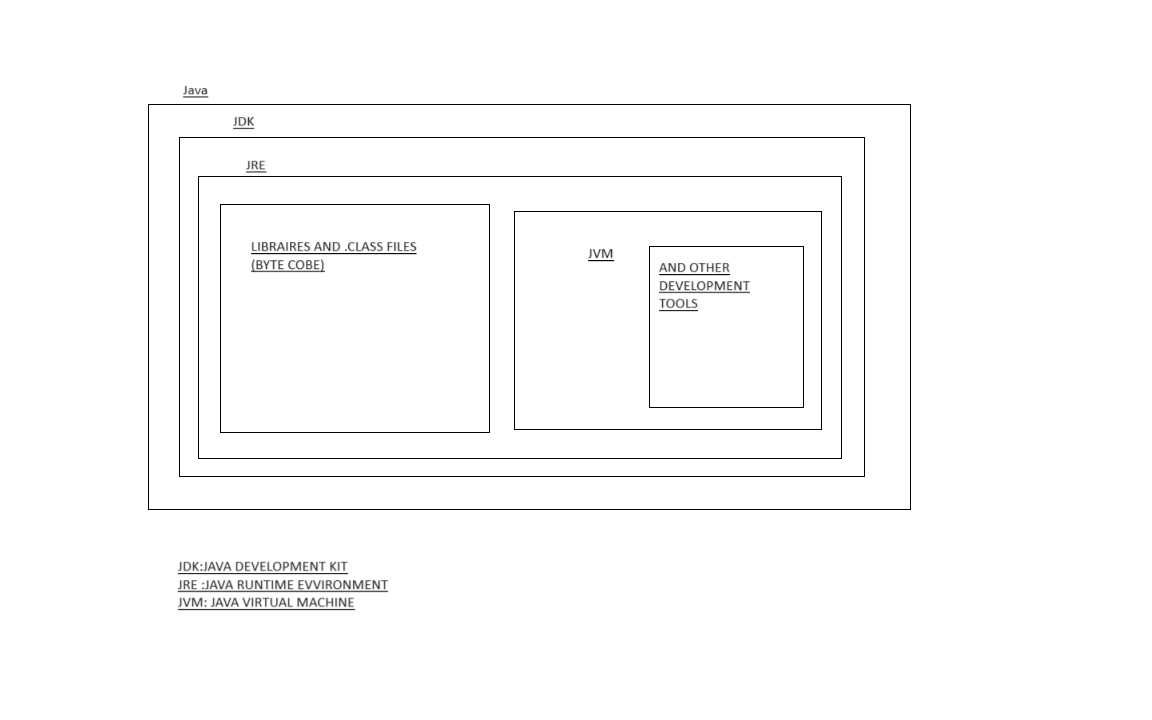 Java
JDK
JRE
LIBRAIRES AND .CLASS FILES
(BYTE COBE)
JVM
AND OTHER
DEVELOPMENT
TOOLS
JDK:JAVA DEVELOPMENT KIT
JRE :JAVA RUNTIME EVVIRONMENT
JVM: JAVA VIRTUAL MACHINE